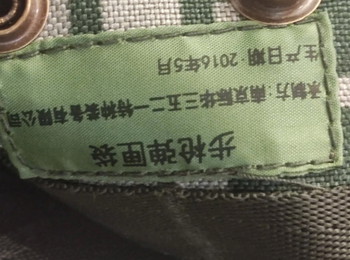 步枪弹匣袋
承制方:南京际华三五二一特种装备有限公司
生产日期:2016年5月